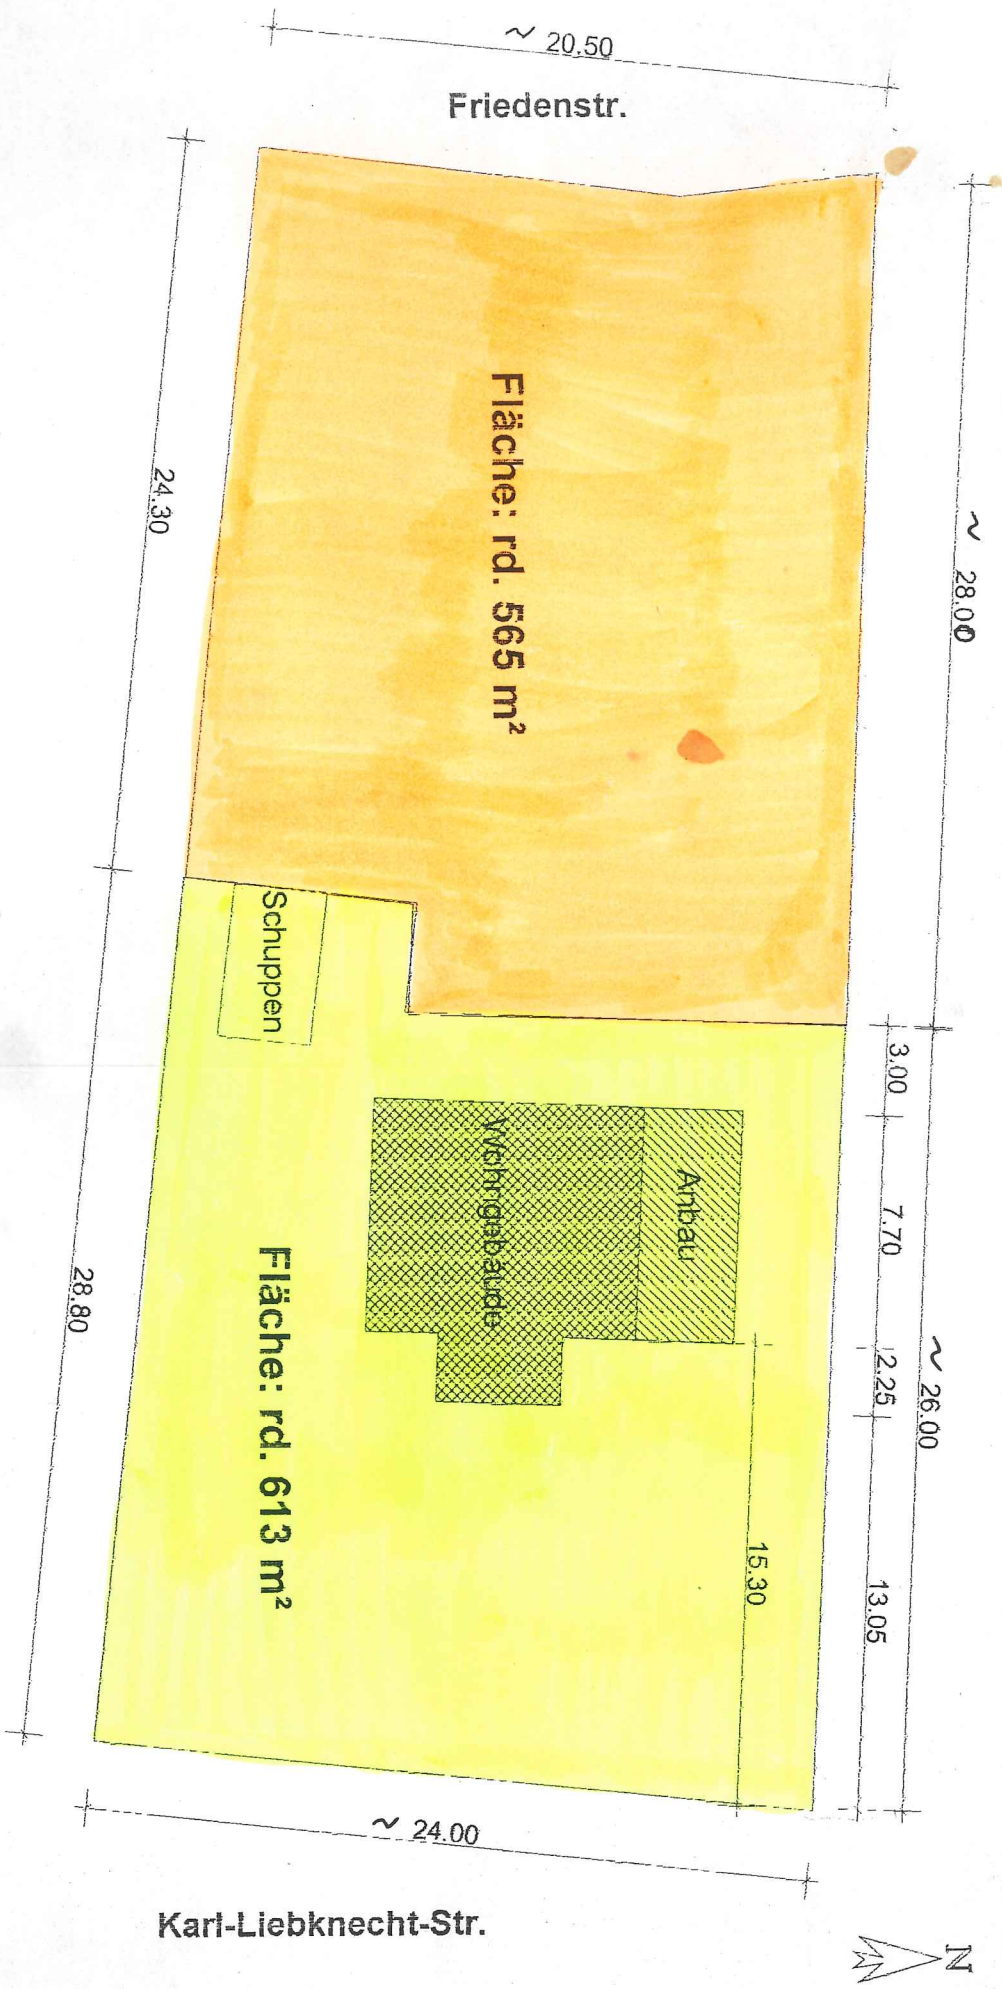 ~ 20.50
Friedenstr.
24.30
~ 28.00
Fläche: rd. 565 m²
Schuppen
3.00
7.70
2.25
13.05
~ 26.00
Anbau
Wohngebäude
15.30
28.80
Fläche: rd. 613 m²
~ 24.00
Karl-Liebknecht-Str.
N